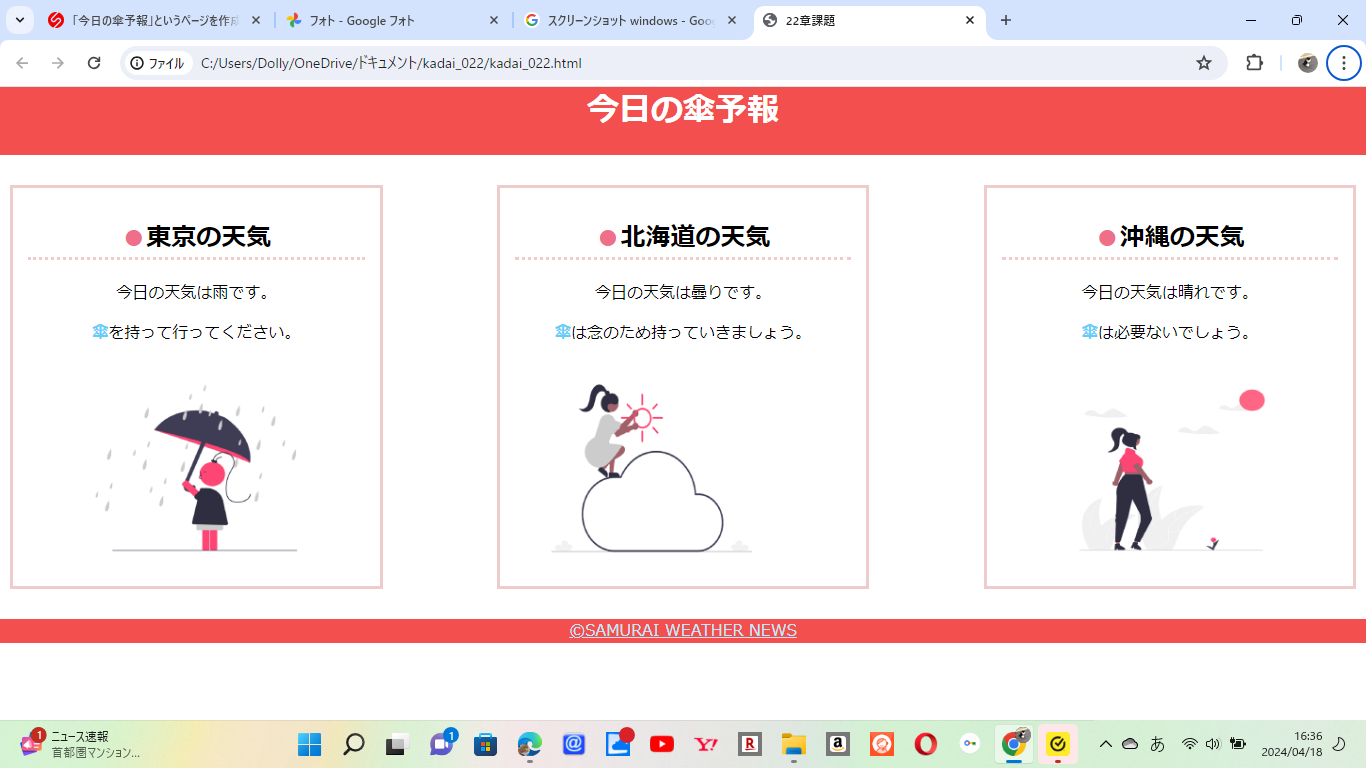 「今日の傘予報」というページを作成
フォト - Google フォト
スクリーンショット windows - Goo
22章課題
ファイル
C:/Users/Dolly/OneDrive/ドキュメント/kadai_022/kadai_022.html
今日の傘予報
東京の天気
今日の天気は雨です。
傘を持って行ってください。
北海道の天気
今日の天気は曇りです。
傘は念のため持っていきましょう。
沖縄の天気
今日の天気は晴れです。
傘は必要ないでしょう。
©SAMURAI WEATHER NEWS
1
ニュース速報
首都圏マンション...
1
@
Y!
R
a
あ
16:36
2024/04/18